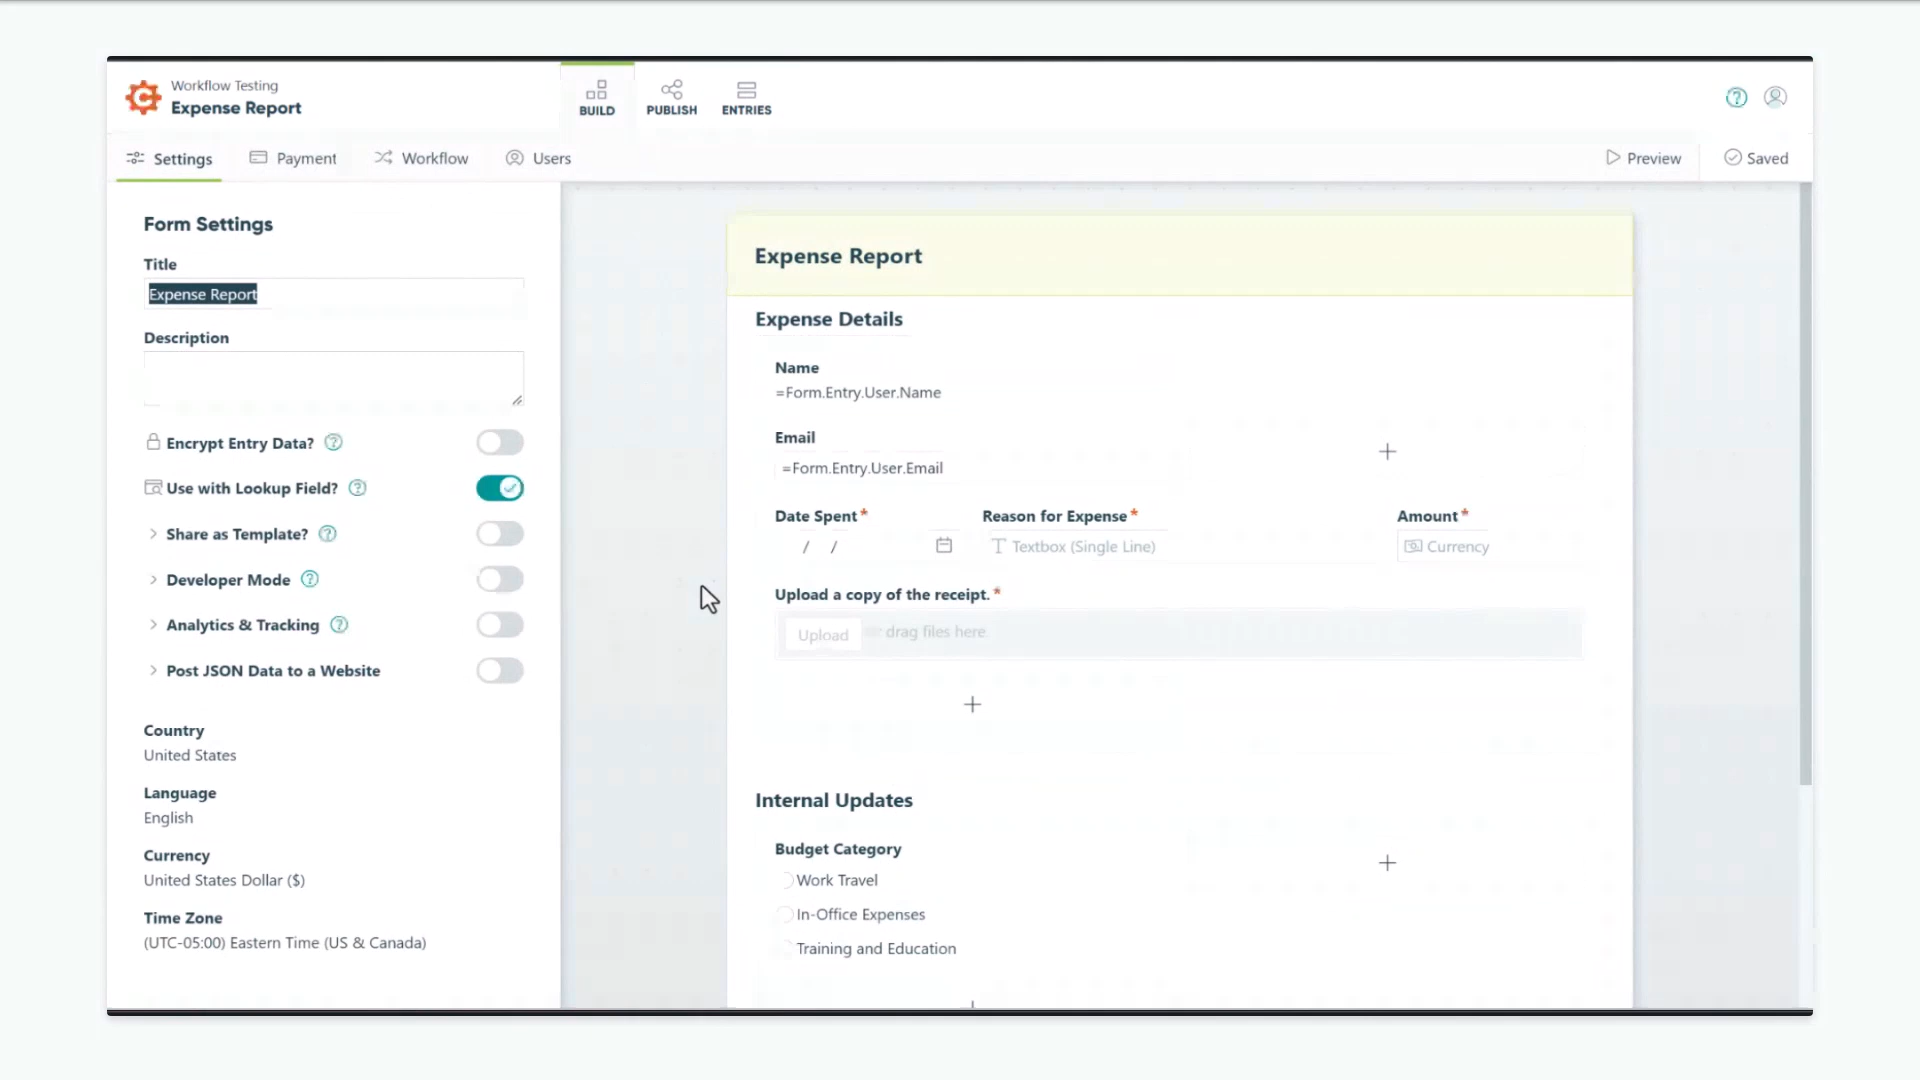 Workflow Testing
Expense Report
BUILD
PUBLISH
ENTRIES
Settings
Payment
Workflow
Users
Preview
Saved
Form Settings
Title
Expense Report
Description
Encrypt Entry Data?
Use with Lookup Field?
Share as Template?
Developer Mode
Analytics & Tracking
Post JSON Data to a Website
Country
United States
Language
English
Currency
United States Dollar ($)
Time Zone
(UTC-05:00) Eastern Time (US & Canada)
Expense Report
Expense Details
Name
=Form.Entry.User.Name
Email
=Form.Entry.User.Email
Date Spent* Reason for Expense* Amount*
/ / Textbox (Single Line) Currency
Upload a copy of the receipt.*
Upload drag files here.
Internal Updates
Budget Category
Work Travel
In-Office Expenses
Training and Education